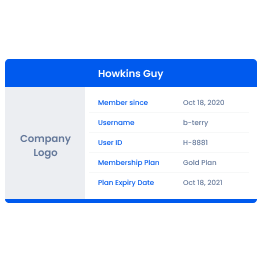 Howkins Guy
Company
Logo
Member since Oct 18, 2020
Username b-terry
User ID H-8881
Membership Plan Gold Plan
Plan Expiry Date Oct 18, 2021